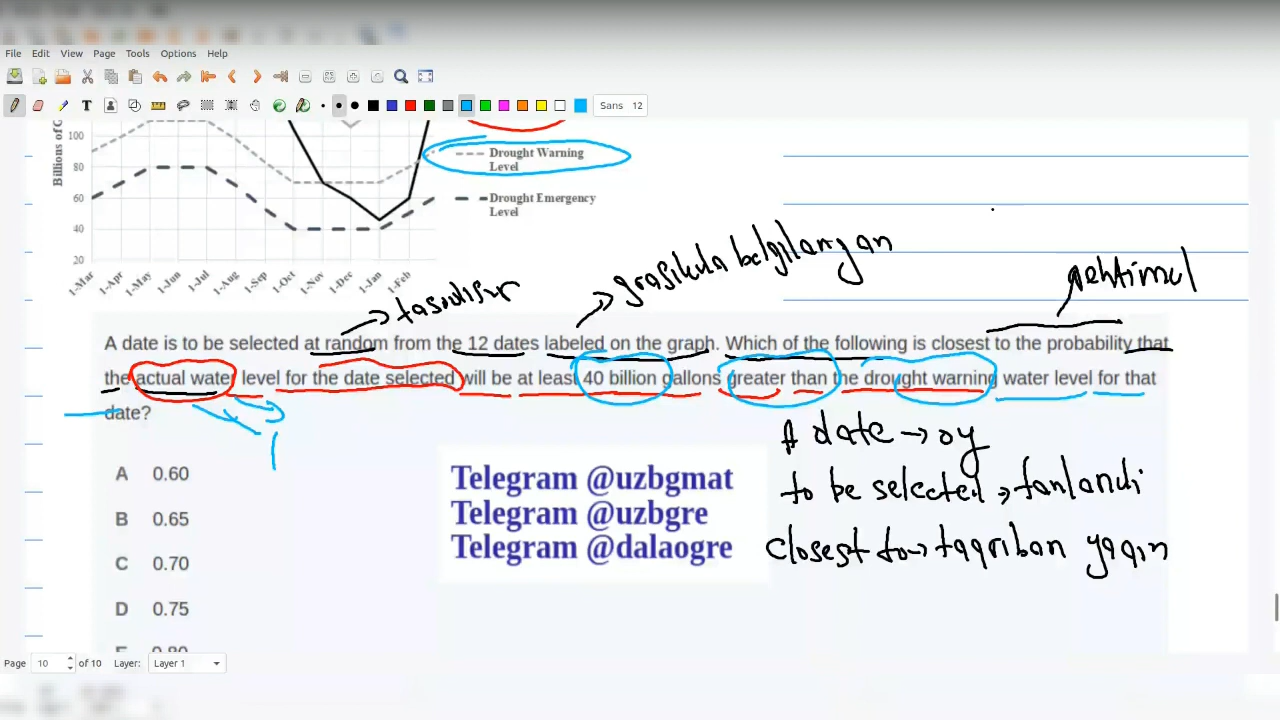 File Edit View Page Tools Options Help
Sans 12
Billions of G
100
80
60
40
20
1-Mar 1-Apr 1-May 1-Jun 1-Jul 1-Aug 1-Sep 1-Oct 1-Nov 1-Dec 1-Jan 1-Feb
Drought Warning
Level
Drought Emergency
Level
tasodifiy
grafikda belgilangan
ehtimol
A date is to be selected at random from the 12 dates labeled on the graph. Which of the following is closest to the probability that
the actual water level for the date selected will be at least 40 billion gallons greater than the drought warning water level for that
date?
A 0.60
B 0.65
C 0.70
D 0.75
E 0.80
Telegram @uzbgmat
Telegram @uzbgre
Telegram @dalaogre
A date → oy
to be selected → tanlandi
closest to → taqriban yaqin
Page 10 of 10 Layer: Layer 1